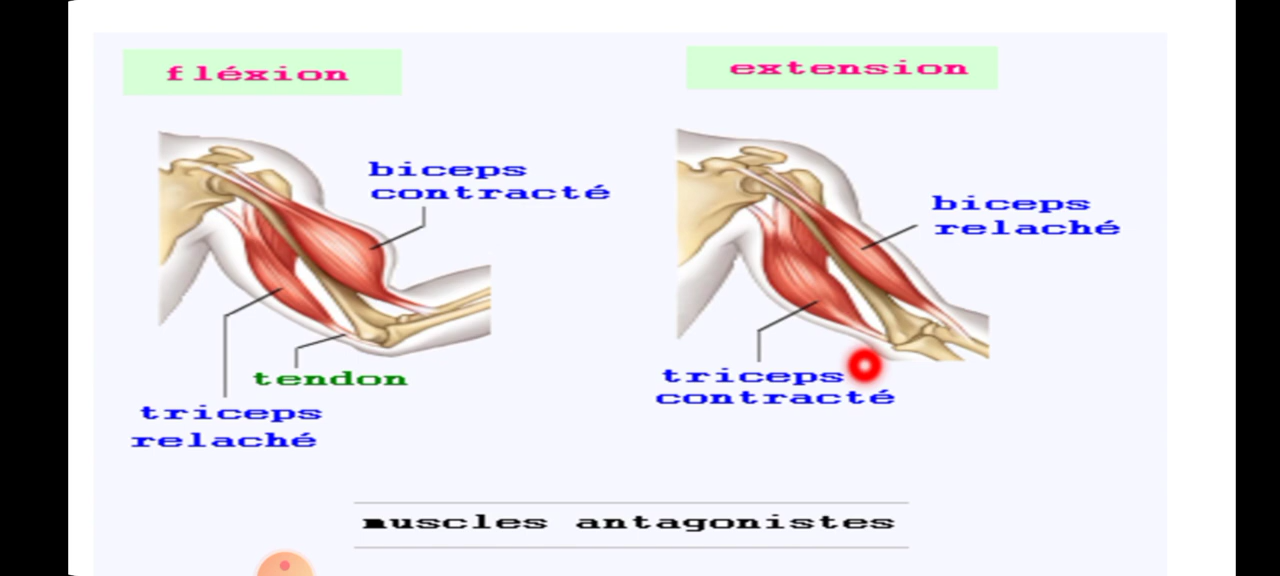 fléxion
extension
biceps
contracté
biceps
relaché
tendon
triceps
relaché
triceps
contracté
muscles antagonistes